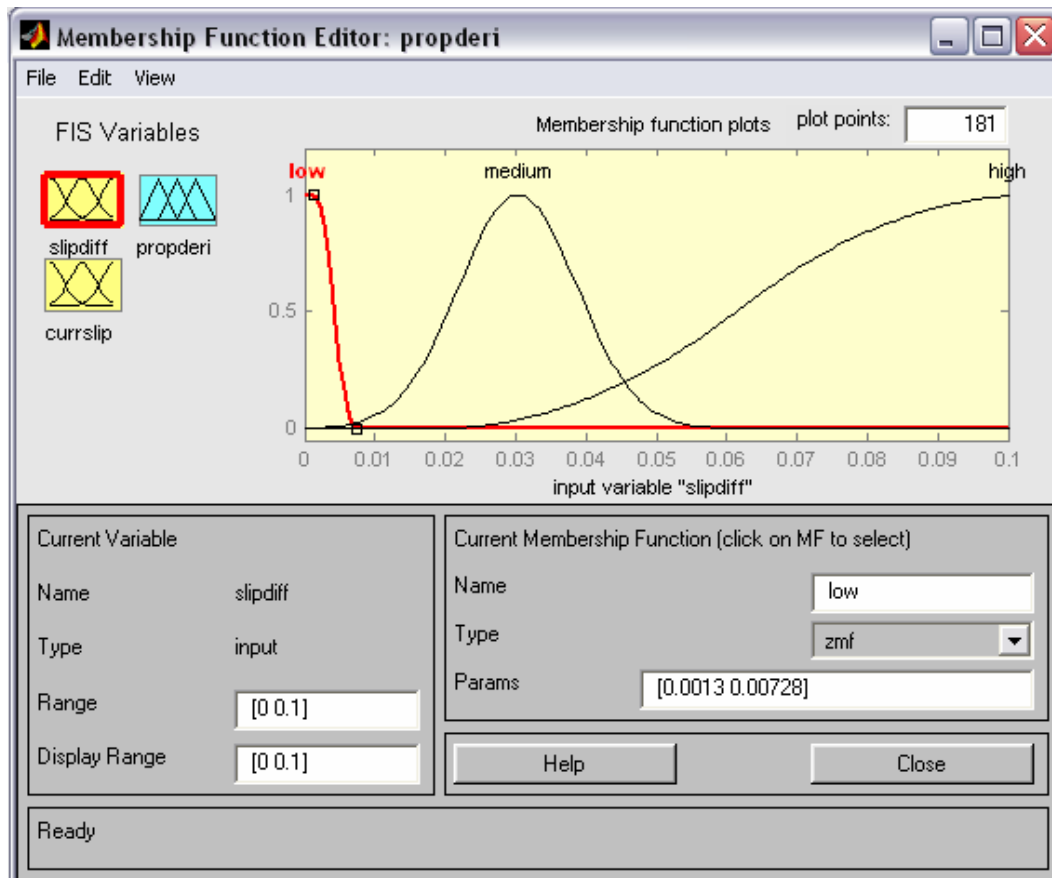 Membership Function Editor: propderi
File Edit View
FIS Variables
slipdiff propderi
currslip
Membership function plots plot points: 181
low medium high
1
0.5
0
0 0.01 0.02 0.03 0.04 0.05 0.06 0.07 0.08 0.09 0.1
input variable "slipdiff"
Current Variable
Name slipdiff
Type input
Range [0 0.1]
Display Range [0 0.1]
Current Membership Function (click on MF to select)
Name low
Type zmf
Params [0.0013 0.00728]
Help Close
Ready